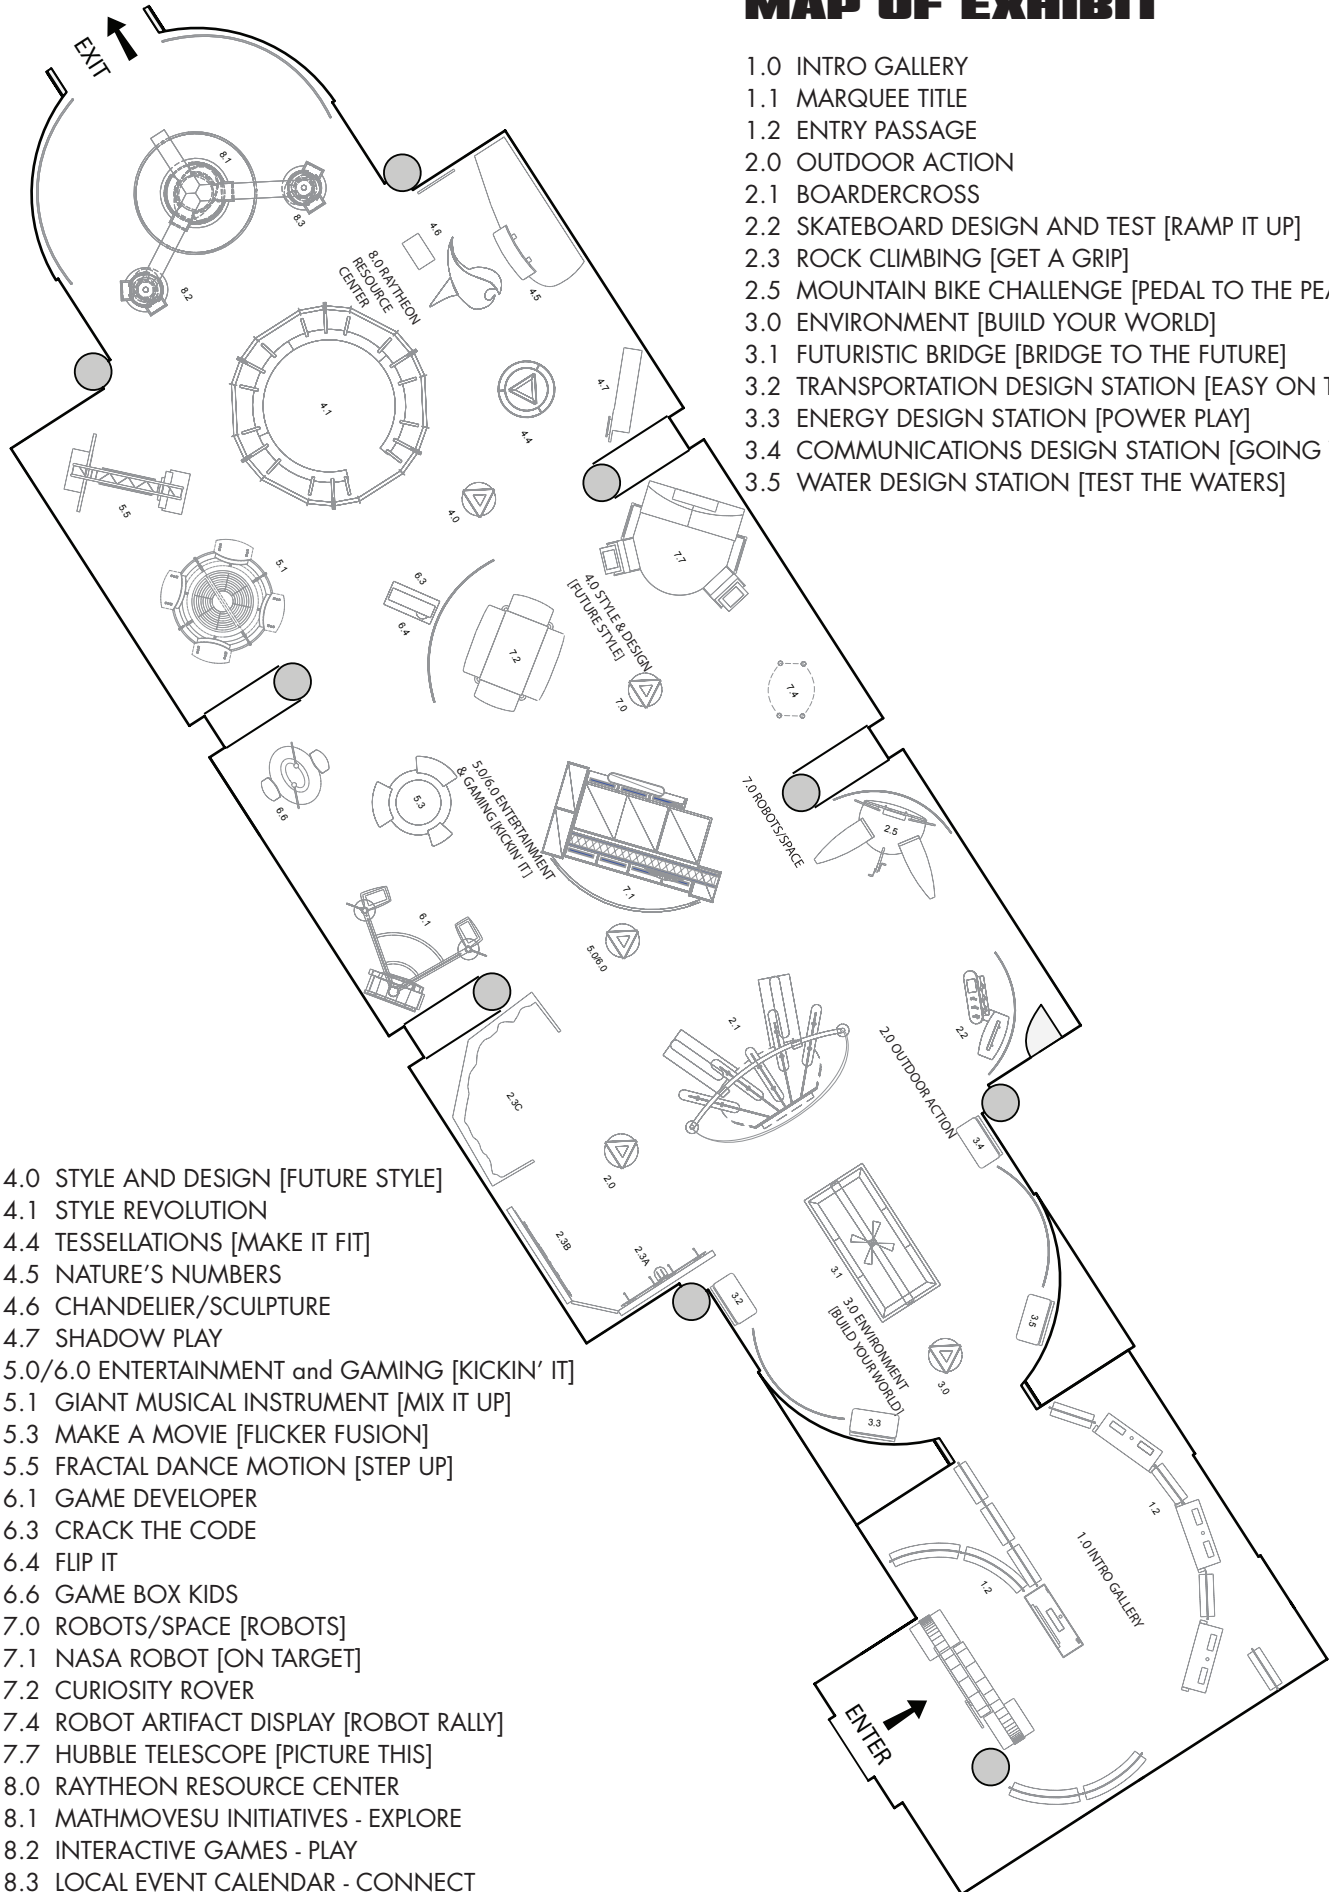 MAP OF EXHIBIT
1.0 INTRO GALLERY
1.1 MARQUEE TITLE
1.2 ENTRY PASSAGE
2.0 OUTDOOR ACTION
2.1 BOARDERCROSS
2.2 SKATEBOARD DESIGN AND TEST [RAMP IT UP]
2.3 ROCK CLIMBING [GET A GRIP]
2.5 MOUNTAIN BIKE CHALLENGE [PEDAL TO THE
3.0 ENVIRONMENT [BUILD YOUR WORLD]
3.1 FUTURISTIC BRIDGE [BRIDGE TO THE FUTURE]
3.2 TRANSPORTATION DESIGN STATION [EASY ON
3.3 ENERGY DESIGN STATION [POWER PLAY]
3.4 COMMUNICATIONS DESIGN STATION [GOING
3.5 WATER DESIGN STATION [TEST THE WATERS]
EXIT
8.1
8.3
8.2
4.6
4.5
8.0 RAYTHEON
RESOURCE
CENTER
4.1
4.7
4.4
4.0
5.5
5.1
6.3
6.4
7.7
4.0 STYLE & DESIGN
[FUTURE STYLE]
7.2
7.0
7.4
6.6
5.3
5.0/6.0 ENTERTAINMENT
& GAMING [KICKIN' IT]
7.0 ROBOTS/SPACE
2.5
7.1
6.1
5.0/6.0
2.1
2.2
2.0 OUTDOOR ACTION
2.3C
2.0
3.4
2.3B
2.3A
3.1
3.2
3.5
3.0 ENVIRONMENT
[BUILD YOUR WORLD]
3.0
3.3
1.2
1.0 INTRO GALLERY
1.2
ENTER
4.0 STYLE AND DESIGN [FUTURE STYLE]
4.1 STYLE REVOLUTION
4.4 TESSELLATIONS [MAKE IT FIT]
4.5 NATURE'S NUMBERS
4.6 CHANDELIER/SCULPTURE
4.7 SHADOW PLAY
5.0/6.0 ENTERTAINMENT and GAMING [KICKIN' IT]
5.1 GIANT MUSICAL INSTRUMENT [MIX IT UP]
5.3 MAKE A MOVIE [FLICKER FUSION]
5.5 FRACTAL DANCE MOTION [STEP UP]
6.1 GAME DEVELOPER
6.3 CRACK THE CODE
6.4 FLIP IT
6.6 GAME BOX KIDS
7.0 ROBOTS/SPACE [ROBOTS]
7.1 NASA ROBOT [ON TARGET]
7.2 CURIOSITY ROVER
7.4 ROBOT ARTIFACT DISPLAY [ROBOT RALLY]
7.7 HUBBLE TELESCOPE [PICTURE THIS]
8.0 RAYTHEON RESOURCE CENTER
8.1 MATHMOVESU INITIATIVES - EXPLORE
8.2 INTERACTIVE GAMES - PLAY
8.3 LOCAL EVENT CALENDAR - CONNECT